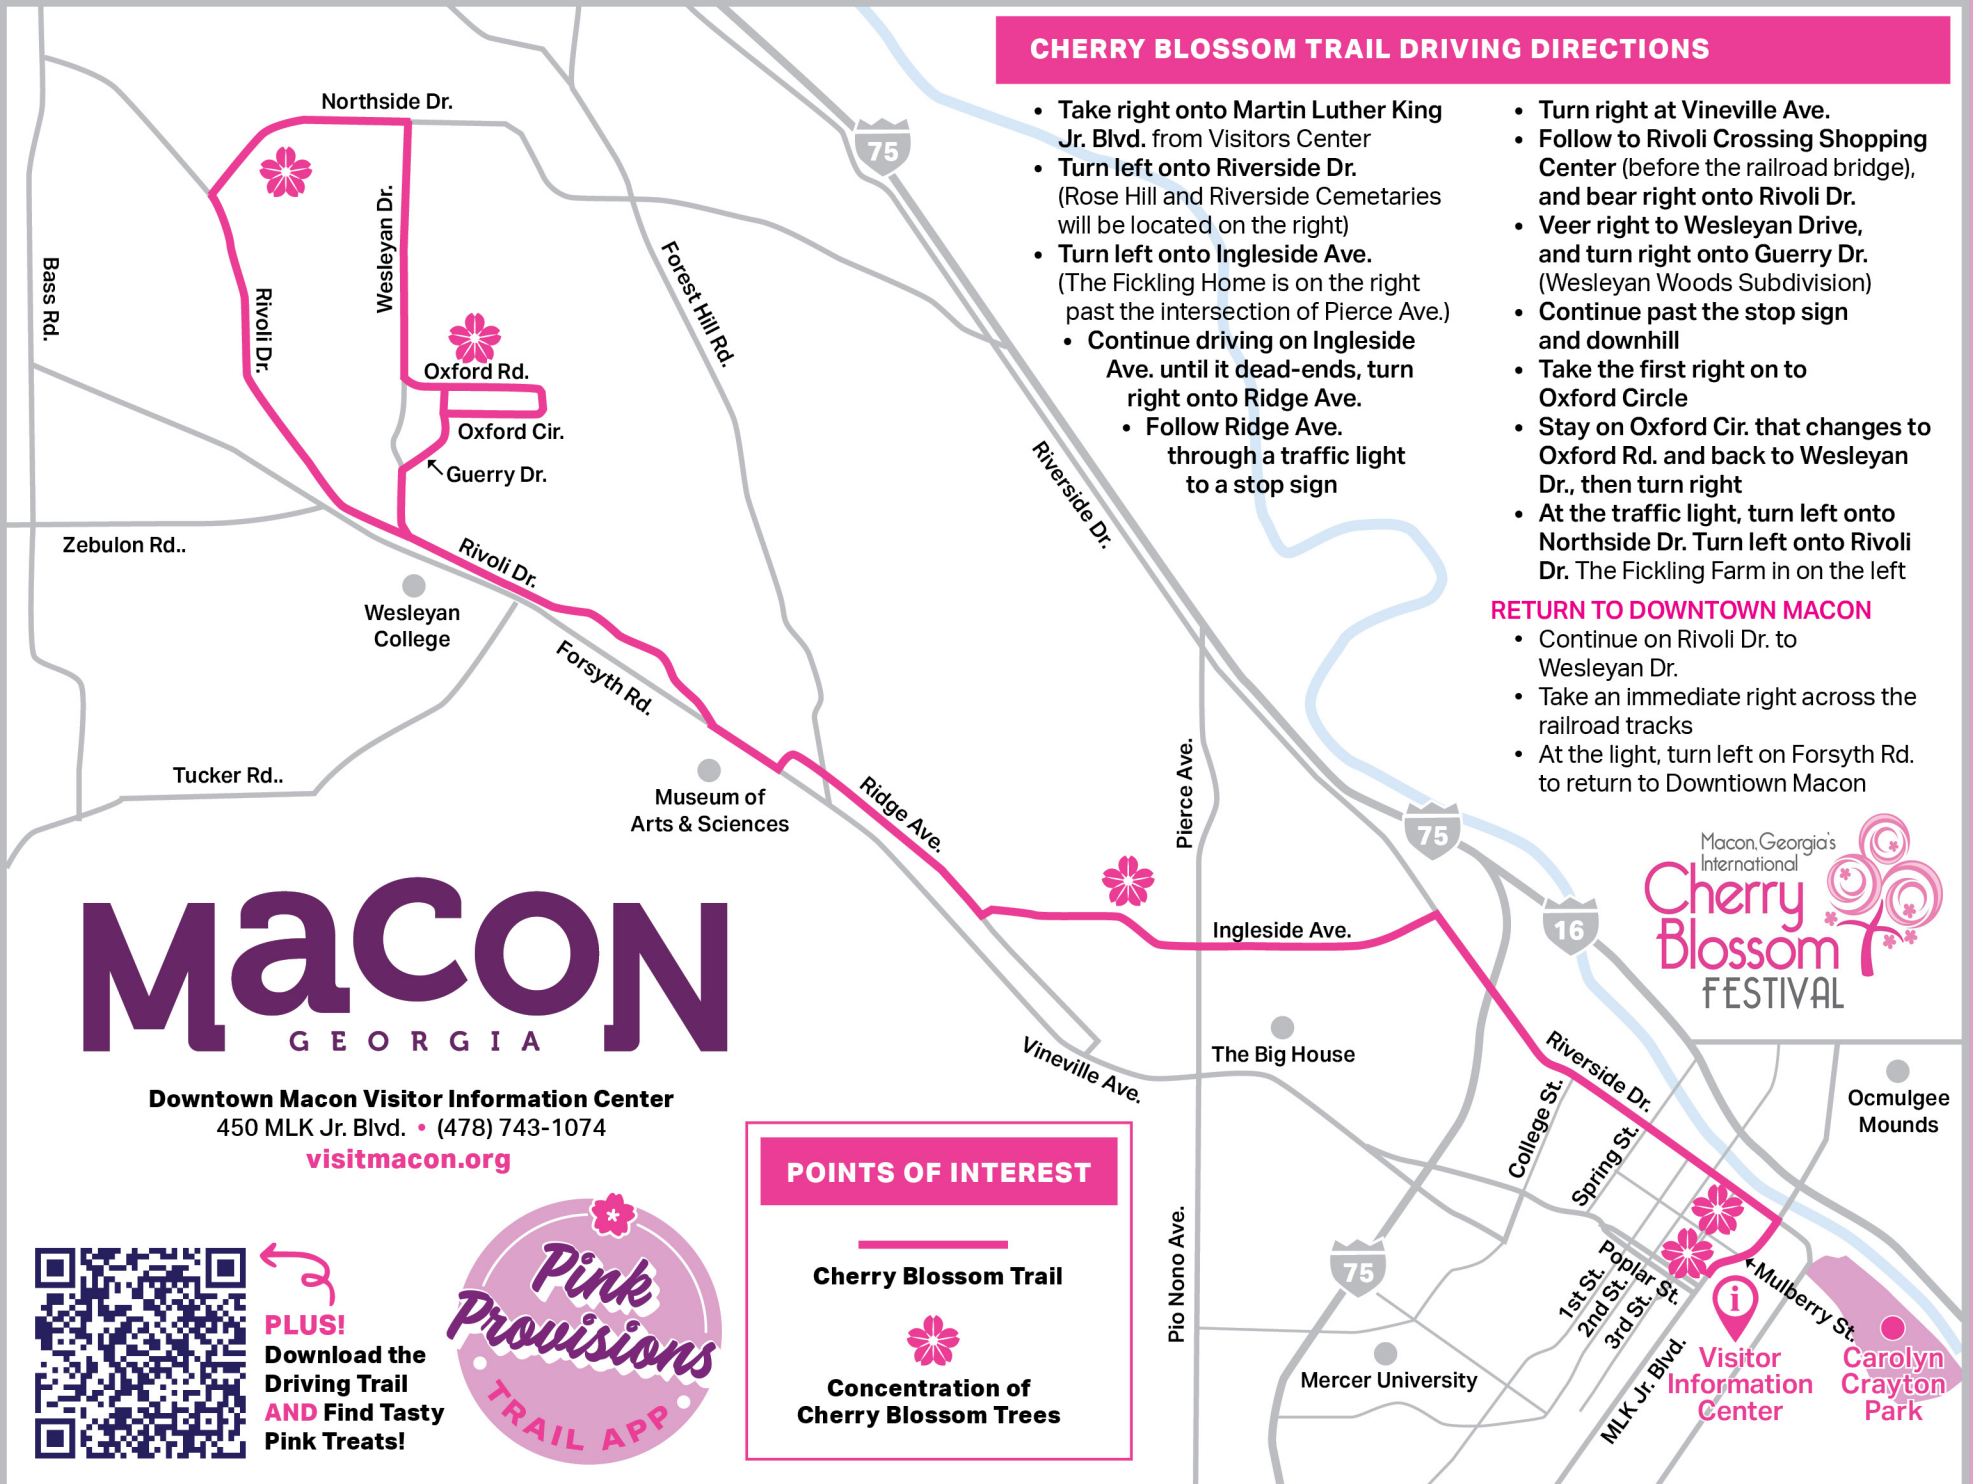 CHERRY BLOSSOM TRAIL DRIVING DIRECTIONS
• Take right onto Martin Luther King
Jr. Blvd. from Visitors Center
• Turn left onto Riverside Dr.
(Rose Hill and Riverside Cemetaries
will be located on the right)
• Turn left onto Ingleside Ave.
(The Fickling Home is on the right
past the intersection of Pierce Ave.)
• Continue driving on Ingleside
Ave. until it dead-ends, turn
right onto Ridge Ave.
• Follow Ridge Ave.
through a traffic light
to a stop sign
• Turn right at Vineville Ave.
• Follow to Rivoli Crossing Shopping
Center (before the railroad bridge),
and bear right onto Rivoli Dr.
• Veer right to Wesleyan Drive,
and turn right onto Guerry Dr.
(Wesleyan Woods Subdivision)
• Continue past the stop sign
and downhill
• Take the first right on to
Oxford Circle
• Stay on Oxford Cir. that changes to
Oxford Rd. and back to Wesleyan
Dr., then turn right
• At the traffic light, turn left onto
Northside Dr. Turn left onto Rivoli
Dr. The Fickling Farm in on the left
RETURN TO DOWNTOWN MACON
• Continue on Rivoli Dr. to
Wesleyan Dr.
• Take an immediate right across the
railroad tracks
• At the light, turn left on Forsyth Rd.
to return to Downtiown Macon
Macon, Georgia's
International
Cherry
Blossom
FESTIVAL
Northside Dr.
75
Wesleyan Dr.
Bass Rd.
Rivoli Dr.
Forest Hill Rd.
Oxford Rd.
Oxford Cir.
Guerry Dr.
Riverside Dr.
Zebulon Rd..
Rivoli Dr.
Wesleyan
College
Forsyth Rd.
Tucker Rd..
Museum of
Arts & Sciences
Ridge Ave.
Pierce Ave.
75
16
Ingleside Ave.
Vineville Ave.
The Big House
Riverside Dr.
College St.
Spring St.
Ocmulgee
Mounds
Pio Nono Ave.
75
Mercer University
Poplar St.
1st St.
2nd St.
3rd St.
MLK Jr. Blvd.
Mulberry St.
i
Visitor
Information
Center
Carolyn
Crayton
Park
MACON
GEORGIA
Downtown Macon Visitor Information Center
450 MLK Jr. Blvd. • (478) 743-1074
visitmacon.org
PLUS!
Download the
Driving Trail
AND Find Tasty
Pink Treats!
Pink
Provisions
TRAIL APP
POINTS OF INTEREST
Cherry Blossom Trail
Concentration of
Cherry Blossom Trees